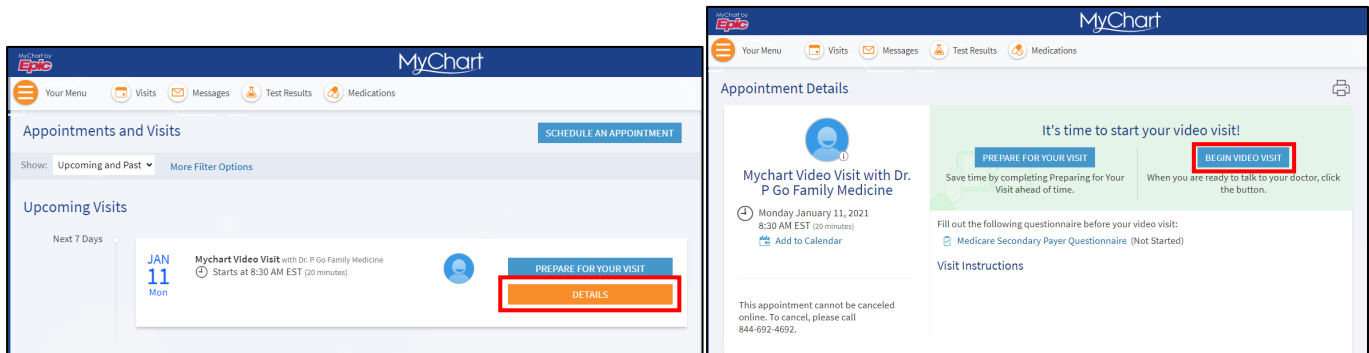 MyChart by
Epic
MyChart
Your Menu Visits Messages Test Results Medications
Appointments and Visits
SCHEDULE AN APPOINTMENT
Show: Upcoming and Past More Filter Options
Upcoming Visits
Next 7 Days
JAN
11
Mon
Mychart Video Visit with Dr. P Go Family Medicine
Starts at 8:30 AM EST (20 minutes)
PREPARE FOR YOUR VISIT
DETAILS
MyChart by
Epic
MyChart
Your Menu Visits Messages Test Results Medications
Appointment Details
Mychart Video Visit with Dr.
P Go Family Medicine
Monday January 11, 2021
8:30 AM EST (20 minutes)
Add to Calendar
This appointment cannot be canceled
online. To cancel, please call
844-692-4692.
It's time to start your video visit!
PREPARE FOR YOUR VISIT
Save time by completing Preparing for Your
Visit ahead of time.
BEGIN VIDEO VISIT
When you are ready to talk to your doctor, click
the button.
Fill out the following questionnaire before your video visit:
Medicare Secondary Payer Questionnaire (Not Started)
Visit Instructions